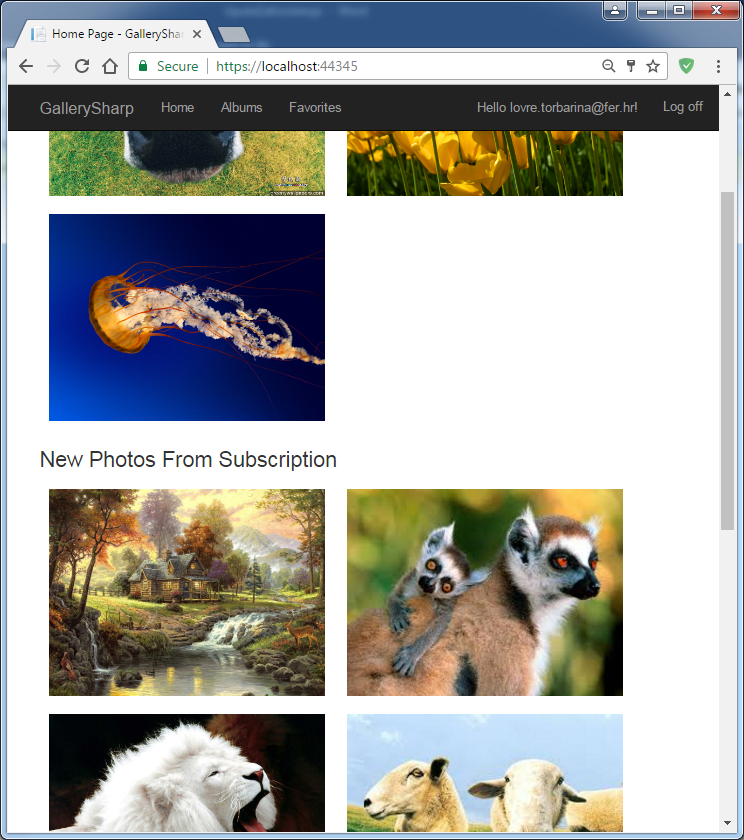 Home Page - GallerySha
Secure https://localhost:44345
GallerySharp Home Albums Favorites Hello lovre.torbarina@fer.hr! Log off
New Photos From Subscription